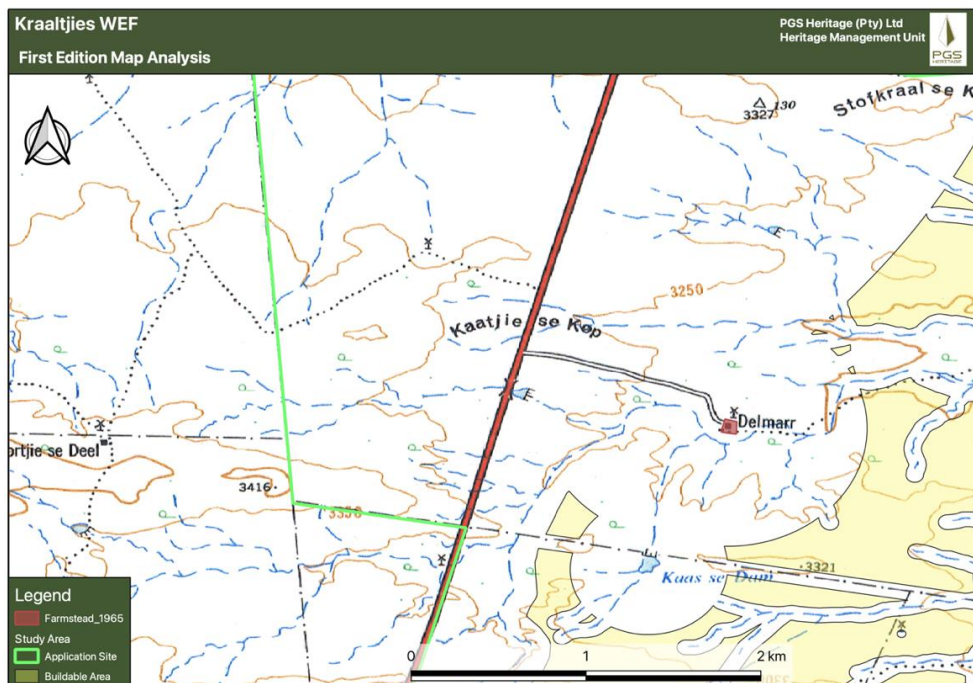 Kraaltjies WEF
First Edition Map Analysis
PGS Heritage (Pty) Ltd
Heritage Management Unit
PGS
HERITAGE
130
3327
Stofkraal se K
3250
Kaatjie se Kop
Delmarr
ortjie se Deel
3416
3350
3321
Kaas se Dam
Legend
Farmstead_1965
Study Area
Application Site
Buildable Area
0 1 2 km